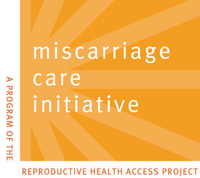 miscarriage
care
initiative
A PROGRAM OF THE
REPRODUCTIVE HEALTH ACCESS PROJECT